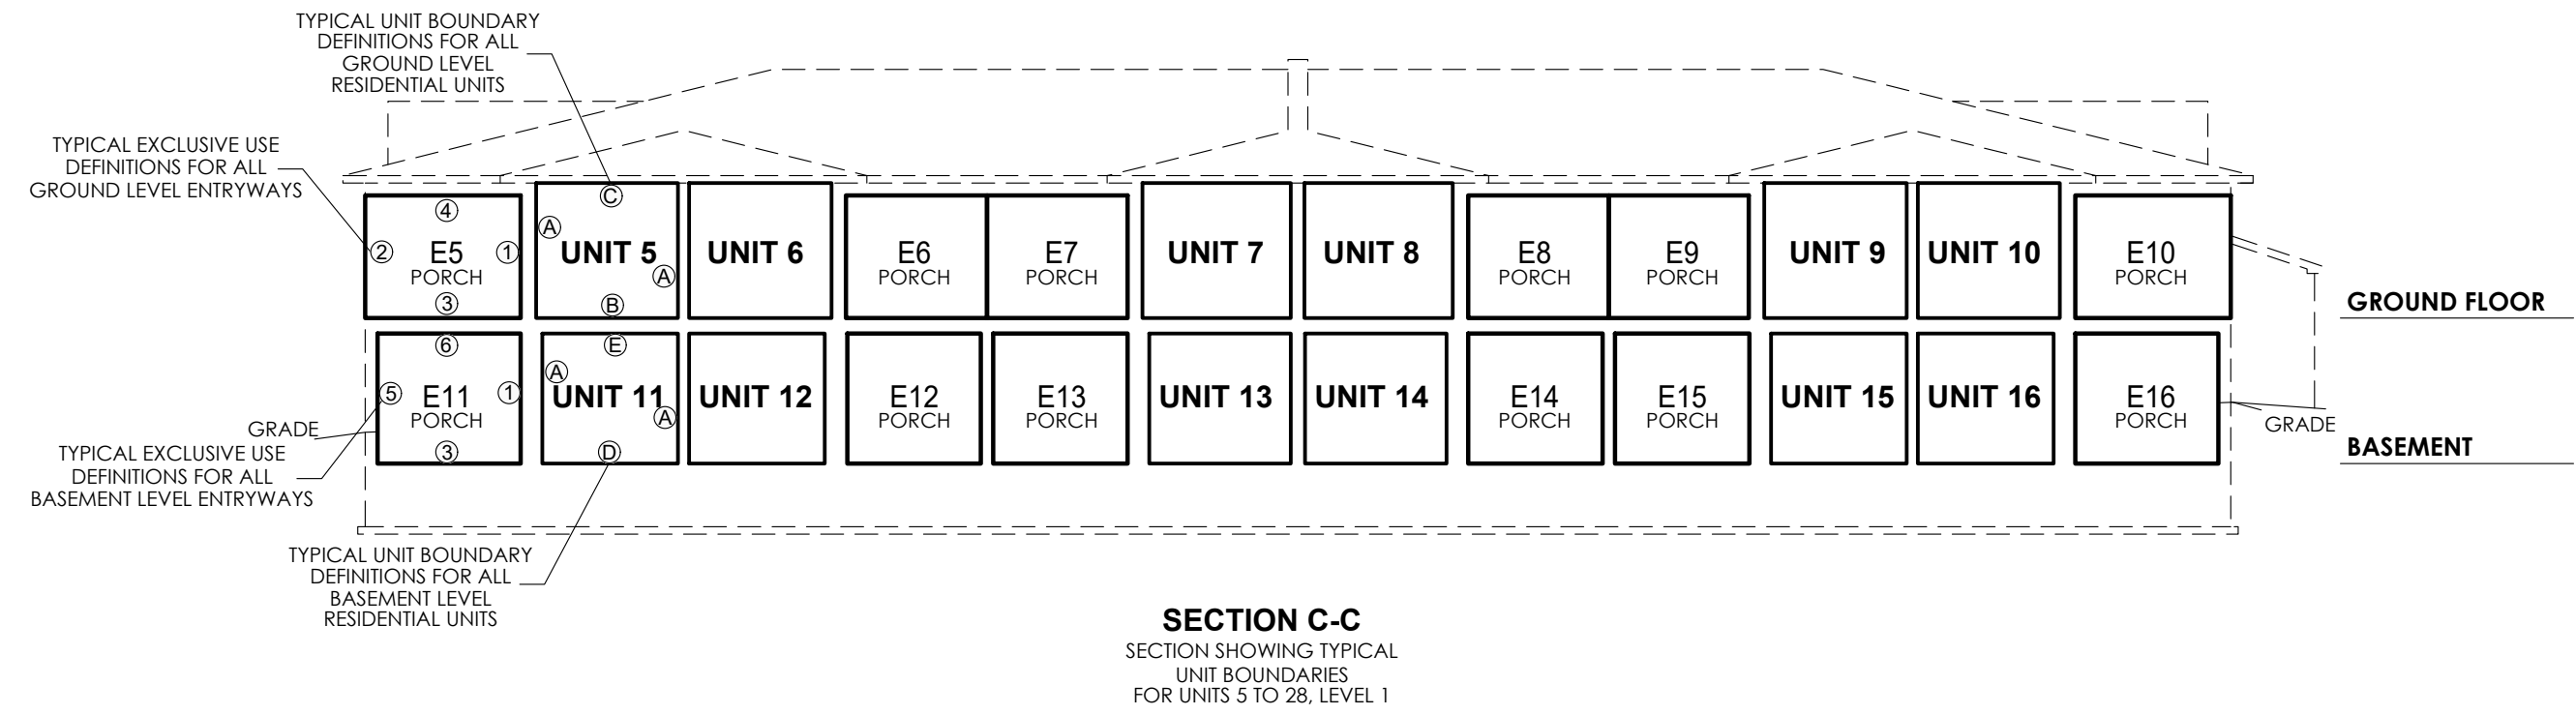 TYPICAL UNIT BOUNDARY
DEFINITIONS FOR ALL
GROUND LEVEL
RESIDENTIAL UNITS
TYPICAL EXCLUSIVE USE
DEFINITIONS FOR ALL
GROUND LEVEL ENTRYWAYS
4
2
E5
PORCH
1
3
C
A
UNIT 5
A
B
UNIT 6
E6
PORCH
E7
PORCH
UNIT 7
UNIT 8
E8
PORCH
E9
PORCH
UNIT 9
UNIT 10
E10
PORCH
GROUND FLOOR
6
5
E11
PORCH
1
3
E
A
UNIT 11
A
D
UNIT 12
E12
PORCH
E13
PORCH
UNIT 13
UNIT 14
E14
PORCH
E15
PORCH
UNIT 15
UNIT 16
E16
PORCH
GRADE
BASEMENT
GRADE
TYPICAL EXCLUSIVE USE
DEFINITIONS FOR ALL
BASEMENT LEVEL ENTRYWAYS
TYPICAL UNIT BOUNDARY
DEFINITIONS FOR ALL
BASEMENT LEVEL
RESIDENTIAL UNITS
SECTION C-C
SECTION SHOWING TYPICAL
UNIT BOUNDARIES
FOR UNITS 5 TO 28, LEVEL 1